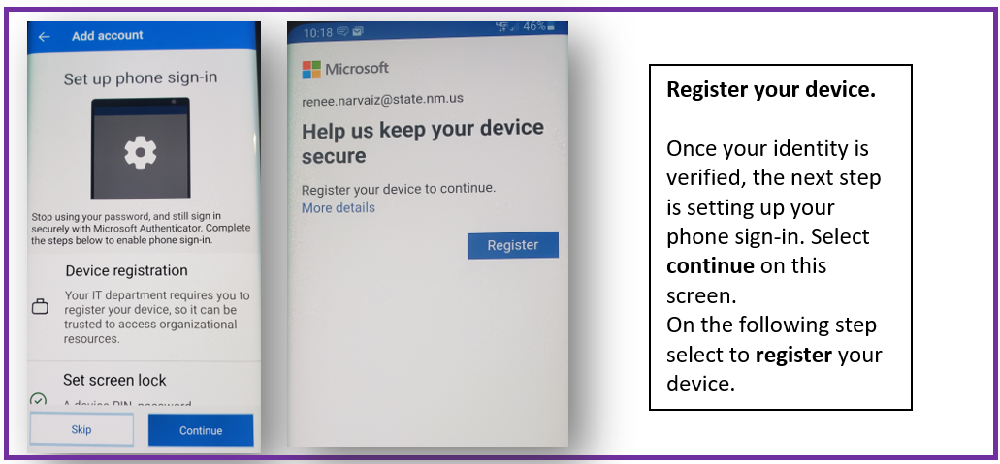 Add account
Set up phone sign-in
Stop using your password, and still sign in
securely with Microsoft Authenticator. Complete
the steps below to enable phone sign-in.
Device registration
Your IT department requires you to
register your device, so it can be
trusted to access organizational
resources.
Set screen lock
A device PIN, password
Skip
Continue
10:18
46%
Microsoft
renee.narvaiz@state.nm.us
Help us keep your device
secure
Register your device to continue.
More details
Register
Register your device.
Once your identity is
verified, the next step
is setting up your
phone sign-in. Select
continue on this
screen.
On the following step
select to register your
device.